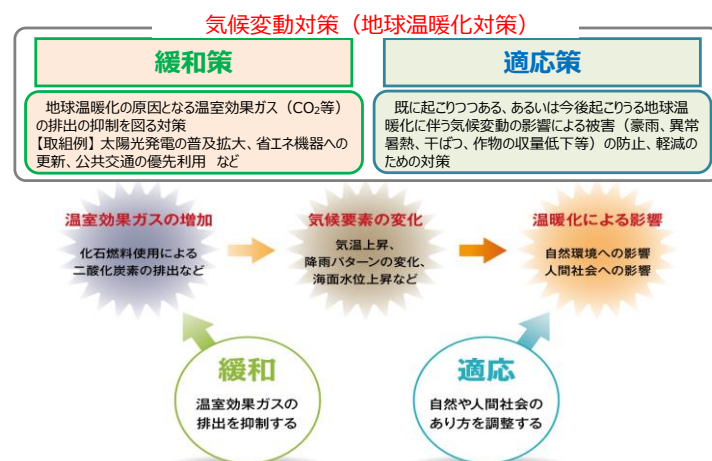 気候変動対策（地球温暖化対策）
緩和策
地球温暖化の原因となる温室効果ガス（CO₂等）
の排出の抑制を図る対策
【取組例】太陽光発電の普及拡大、省エネ機器への
更新、公共交通の優先利用 など
適応策
既に起こりつつある、あるいは今後起こりうる地球温
暖化に伴う気候変動の影響による被害（豪雨、異常
暑熱、干ばつ、作物の収量低下等）の防止、軽減の
ための対策
温室効果ガスの増加
化石燃料使用による
二酸化炭素の排出など
気候要素の変化
気温上昇、
降雨パターンの変化、
海面水位上昇など
温暖化による影響
自然環境への影響
人間社会への影響
緩和
温室効果ガスの
排出を抑制する
適応
自然や人間社会の
あり方を調整する